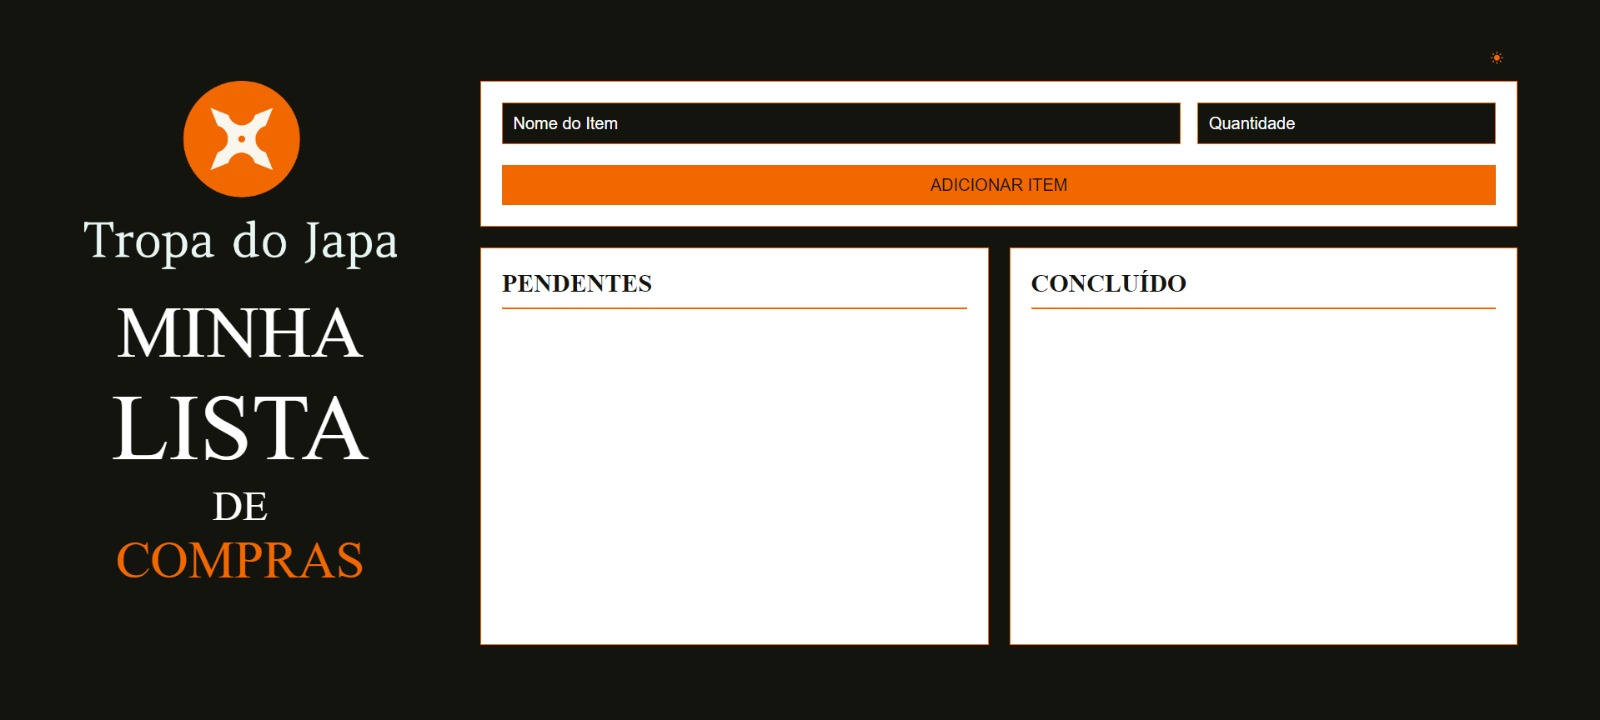 Tropa do Japa
MINHA
LISTA
DE
COMPRAS
Nome do Item
Quantidade
ADICIONAR ITEM
PENDENTES
CONCLUÍDO